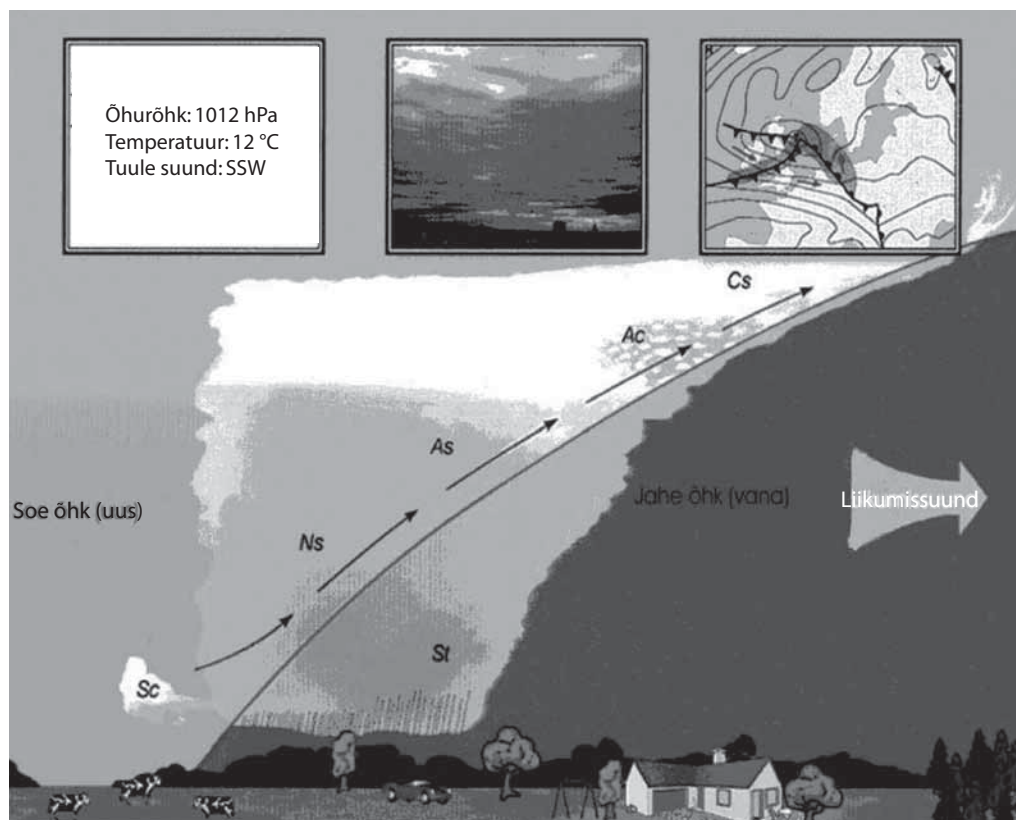 Õhurõhk: 1012 hPa
Temperatuur: 12 °C
Tuule suund: SSW
Cs
Ac
As
Soe õhk (uus)
Jahe õhk (vana)
Liikumissuund
Ns
St
Sc